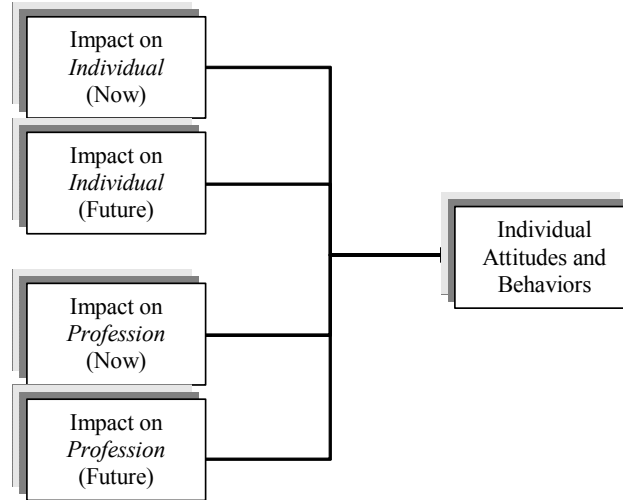 Impact on
Individual
(Now)
Impact on
Individual
(Future)
Impact on
Profession
(Now)
Impact on
Profession
(Future)
Individual
Attitudes and
Behaviors